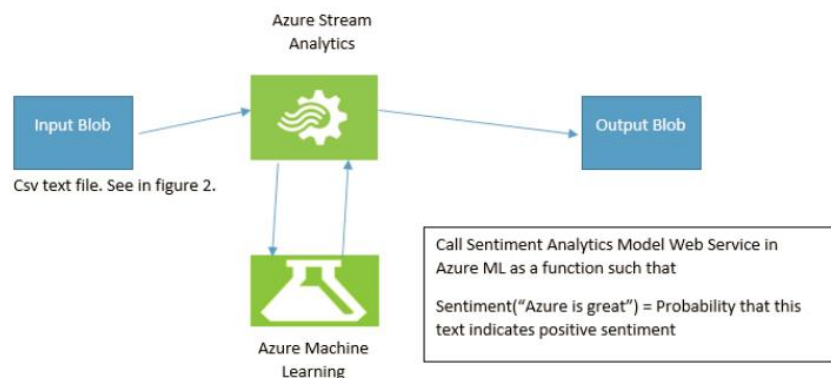 Azure Stream
Analytics
Input Blob
Output Blob
Csv text file. See in figure 2.
Call Sentiment Analytics Model Web Service in
Azure ML as a function such that
Sentiment(“Azure is great”) = Probability that this
text indicates positive sentiment
Azure Machine
Learning